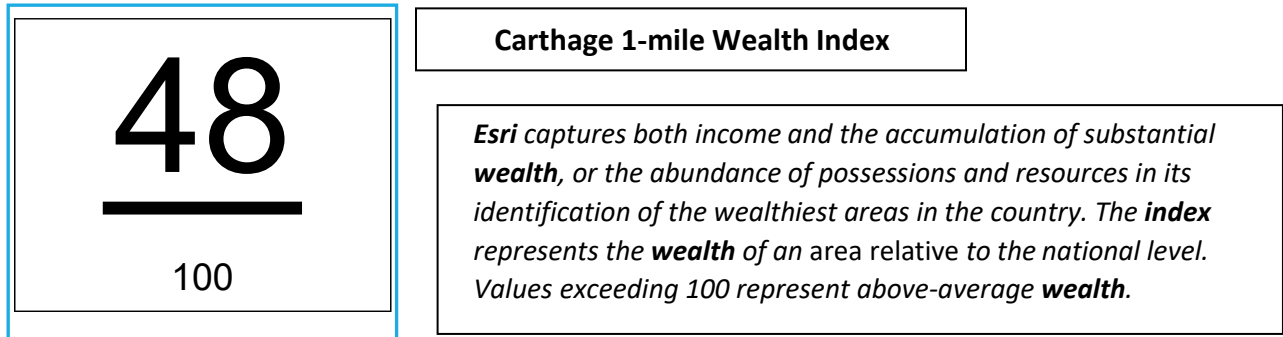 48
100
Carthage 1-mile Wealth Index
Esri captures both income and the accumulation of substantial
wealth, or the abundance of possessions and resources in its
identification of the wealthiest areas in the country. The index
represents the wealth of an area relative to the national level.
Values exceeding 100 represent above-average wealth.